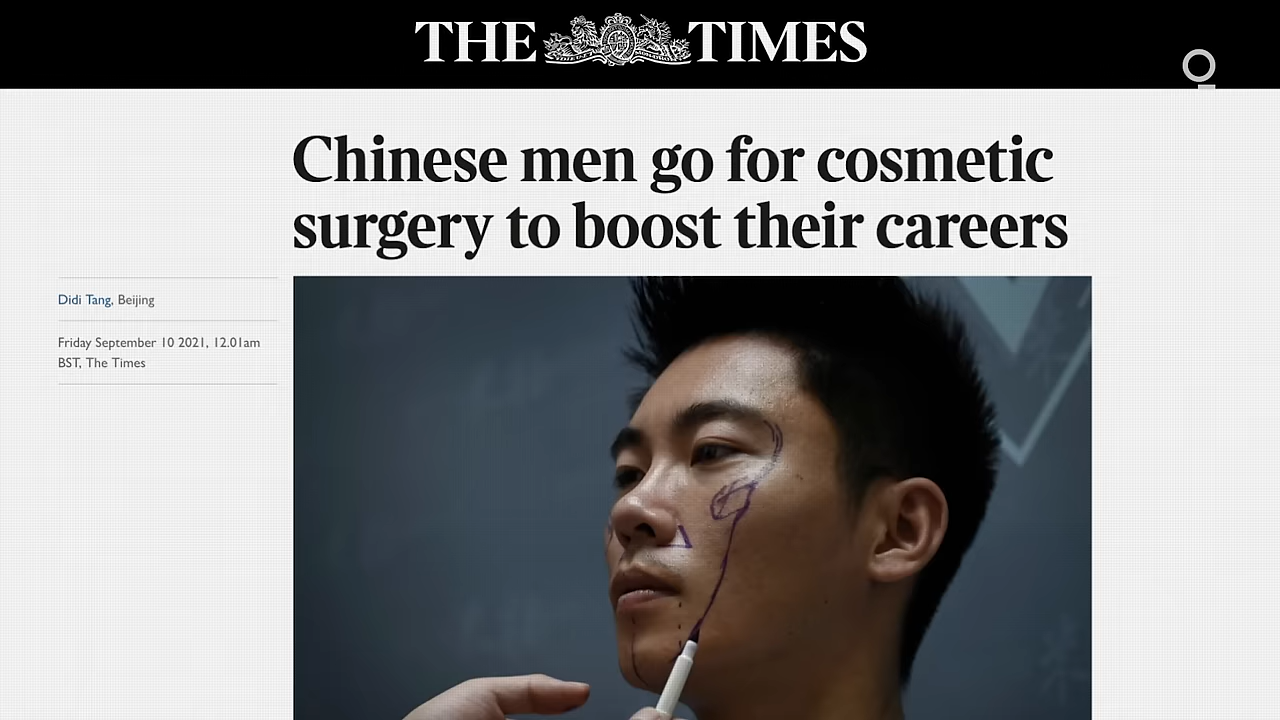 THE TIMES
Chinese men go for cosmetic
surgery to boost their careers
Didi Tang, Beijing
Friday September 10 2021, 12.01am
BST, The Times